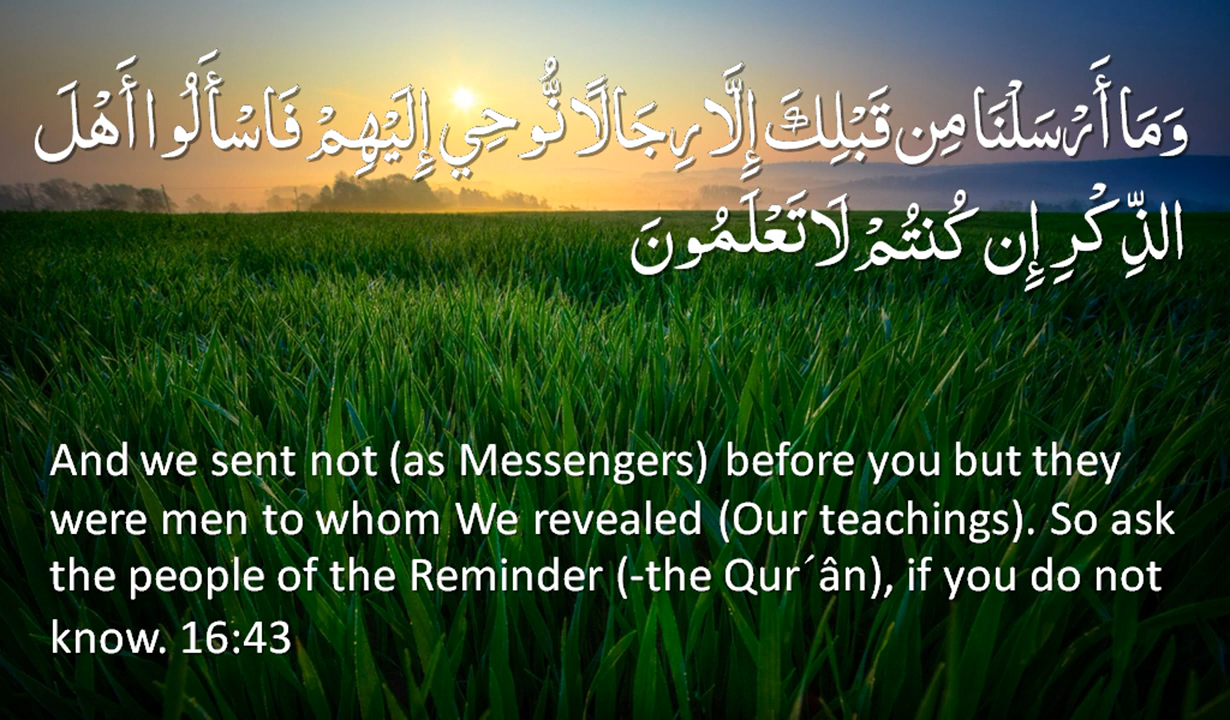 وَمَا أَرْسَلْنَا مِن قَبْلِكَ إِلَّا رِجَالًا نُّوحِي إِلَيْهِمْ فَاسْأَلُوا أَهْلَ
الذِّكْرِ إِن كُنتُمْ لَا تَعْلَمُونَ
And we sent not (as Messengers) before you but they
were men to whom We revealed (Our teachings). So ask
the people of the Reminder (-the Qur´ân), if you do not
know. 16:43